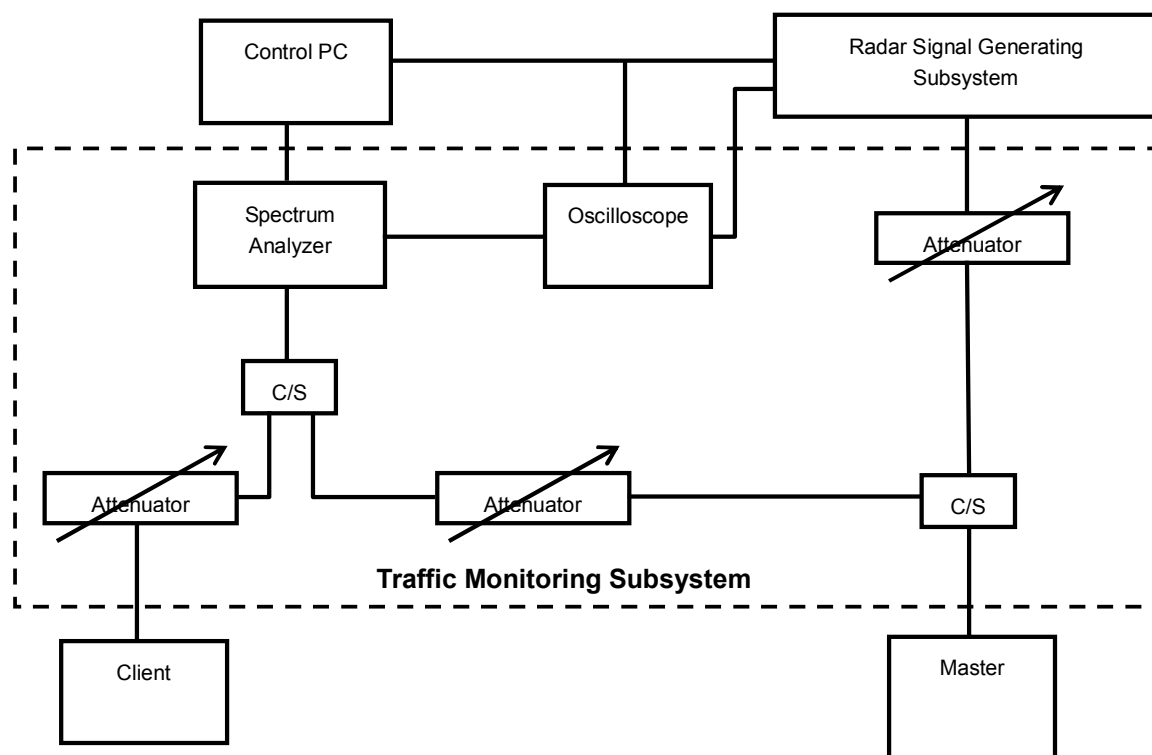 Control PC
Radar Signal Generating
Subsystem
Spectrum
Analyzer
Oscilloscope
Attenuator
C/S
Attenuator
Attenuator
C/S
Traffic Monitoring Subsystem
Client
Master